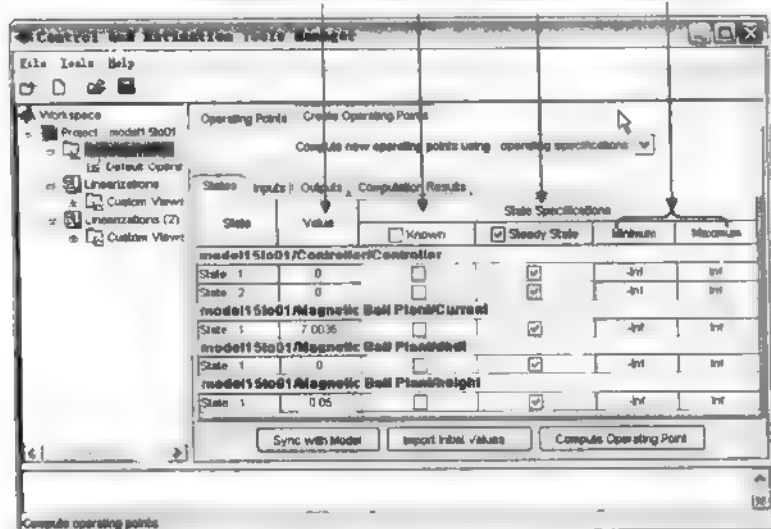 Control and Estimation Tools Manager
File Tools Help
Workspace
Project - model15to01
Default Operat
Linearizations
Custom Views
Linearizations (2)
Custom Views
Operating Points Create Operating Points
Compute new operating points using operating specifications
States Inputs Outputs Computation Results
State Value State Specifications
Known Steady State Minimum Maximum
model15to01/Controller/Controller
State - 1 0 -Inf Inf
State - 2 0 -Inf Inf
model15to01/Magnetic Ball Plant/Current
State - 1 7.0036 -Inf Inf
model15to01/Magnetic Ball Plant/dhdt
State - 1 0 -Inf Inf
model15to01/Magnetic Ball Plant/height
State - 1 0.05 -Inf Inf
Sync with Model Import Initial Values Compute Operating Point
Compute operating points